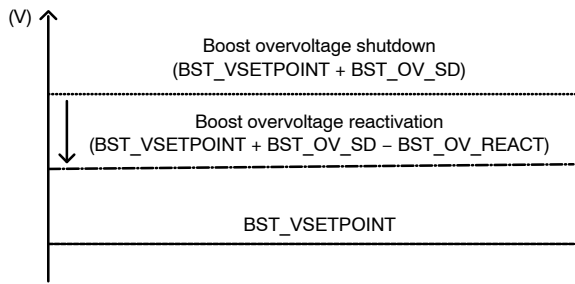 (V)
Boost overvoltage shutdown
(BST_VSETPOINT + BST_OV_SD)
Boost overvoltage reactivation
(BST_VSETPOINT + BST_OV_SD − BST_OV_REACT)
BST_VSETPOINT